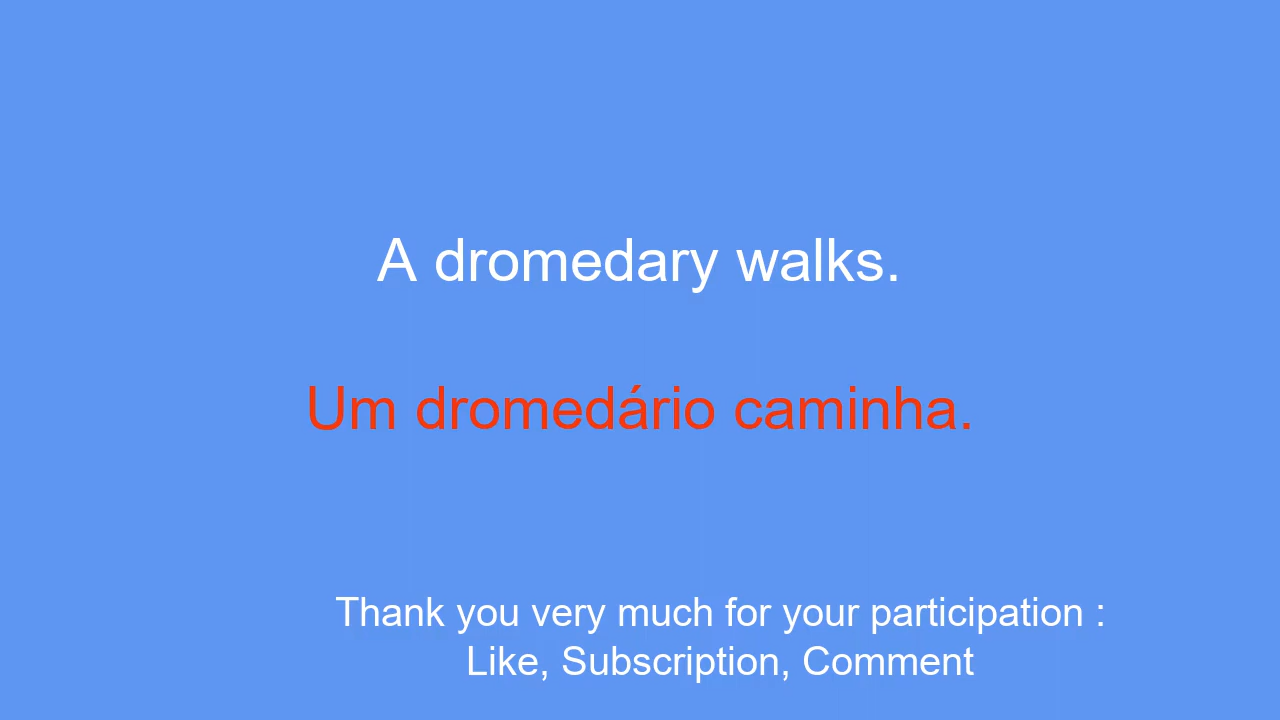 A dromedary walks.
Um dromedário caminha.
Thank you very much for your participation :
Like, Subscription, Comment